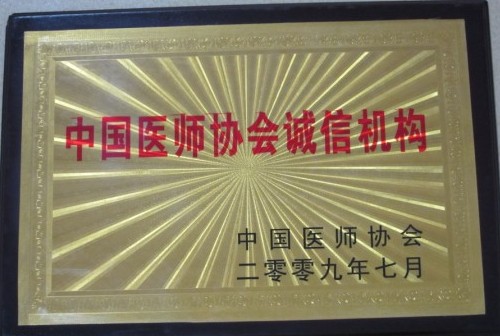 中国医师协会诚信机构
中国医师协会
二零零九年七月